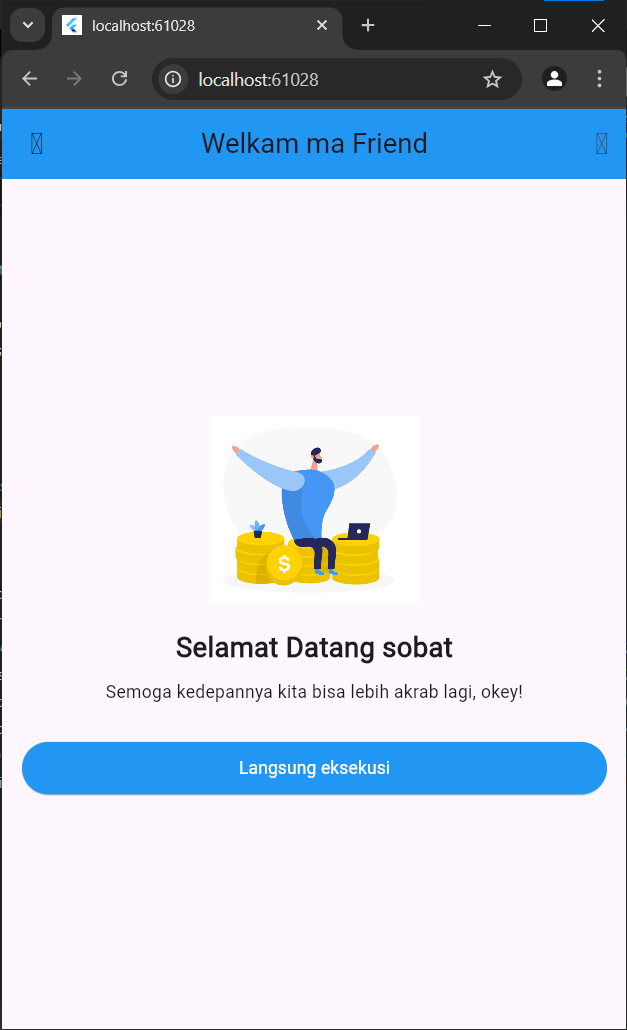 localhost:61028
localhost:61028
Welkam ma Friend
$
Selamat Datang sobat
Semoga kedepannya kita bisa lebih akrab lagi, okey!
Langsung eksekusi